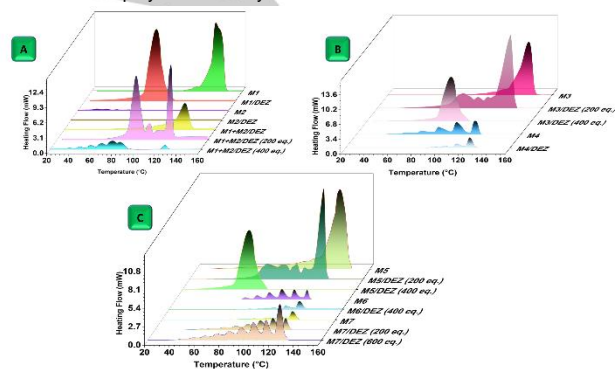 A
12.4
9.3
6.2
3.1
0.0
Heating Flow (mW)
20 40 60 80 100 120 140 160
Temperature (°C)
M1
M1/DEZ
M2
M2/DEZ
M1+M2/DEZ
M1+M2/DEZ (200 eq.)
M1+M2/DEZ (400 eq.)
B
13.6
10.2
6.8
3.4
0.0
Heating Flow (mW)
20 40 60 80 100 120 140 160
Temperature (°C)
M3
M3/DEZ (200 eq.)
M3/DEZ (400 eq.)
M4
M4/DEZ
C
10.8
8.1
5.4
2.7
0.0
Heating Flow (mW)
20 40 60 80 100 120 140 160
Temperature (°C)
M5
M5/DEZ (200 eq.)
M5/DEZ (400 eq.)
M6
M6/DEZ (400 eq.)
M7
M7/DEZ (200 eq.)
M7/DEZ (600 eq.)